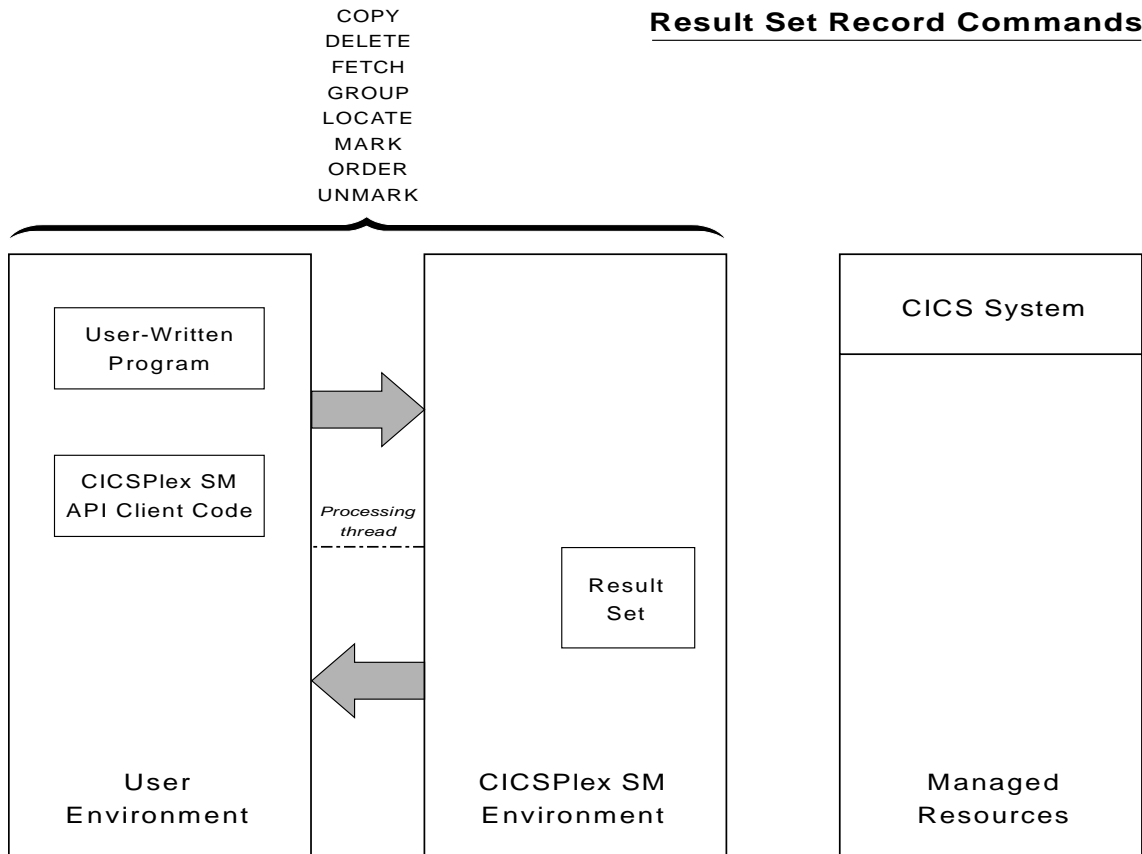 Result Set Record Commands
COPY
DELETE
FETCH
GROUP
LOCATE
MARK
ORDER
UNMARK
User-Written
Program
CICSPlex SM
API Client Code
Processing
thread
Result
Set
CICS System
User
Environment
CICSPlex SM
Environment
Managed
Resources